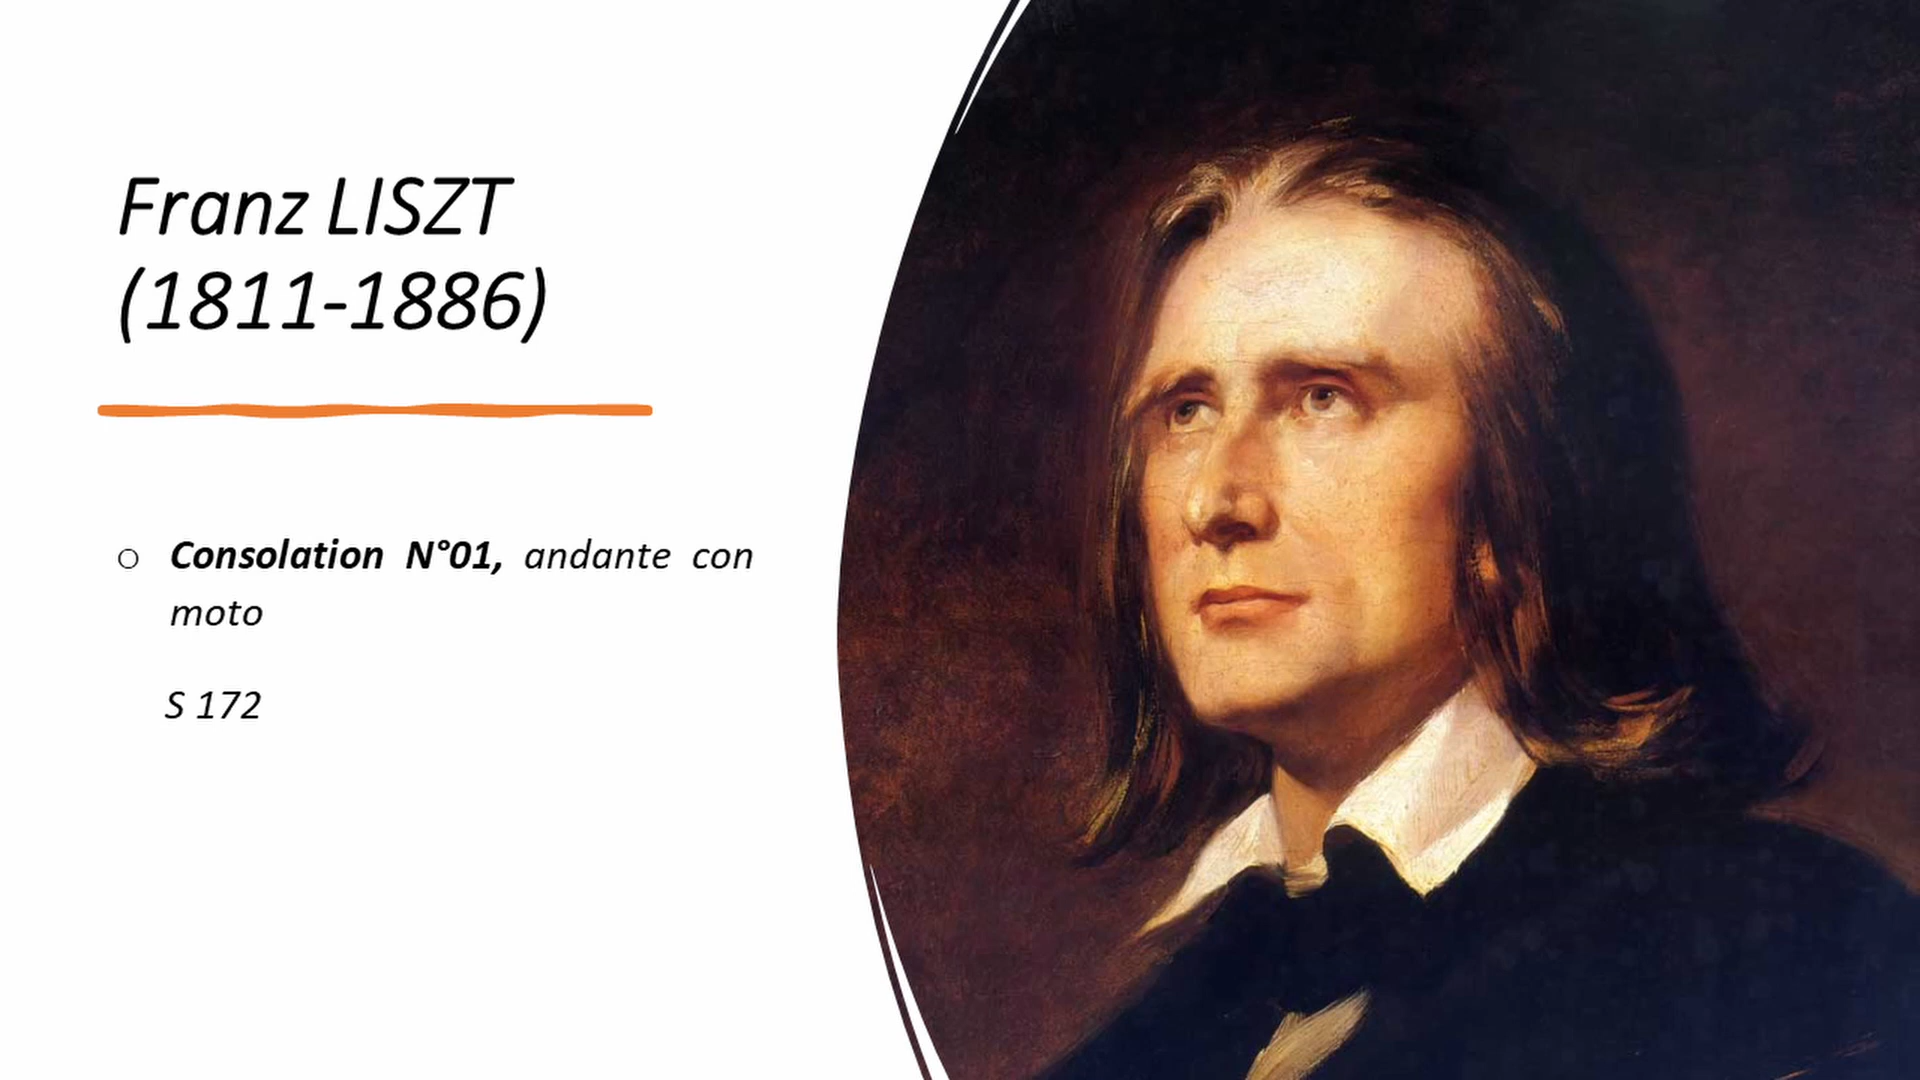 Franz LISZT
(1811-1886)
Consolation N°01, andante con
moto
S 172